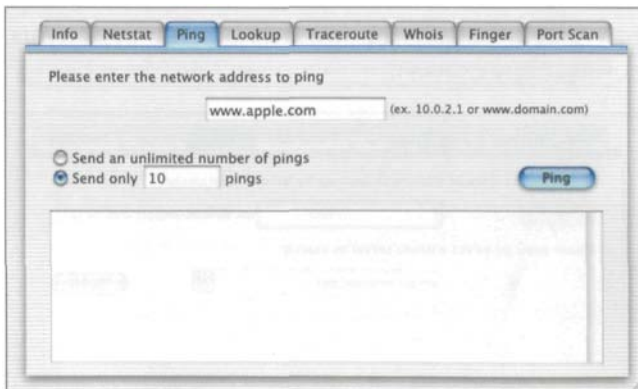 Info Netstat Ping Lookup Traceroute Whois Finger Port Scan
Please enter the network address to ping
www.apple.com (ex. 10.0.2.1 or www.domain.com)
Send an unlimited number of pings
Send only 10 pings
Ping